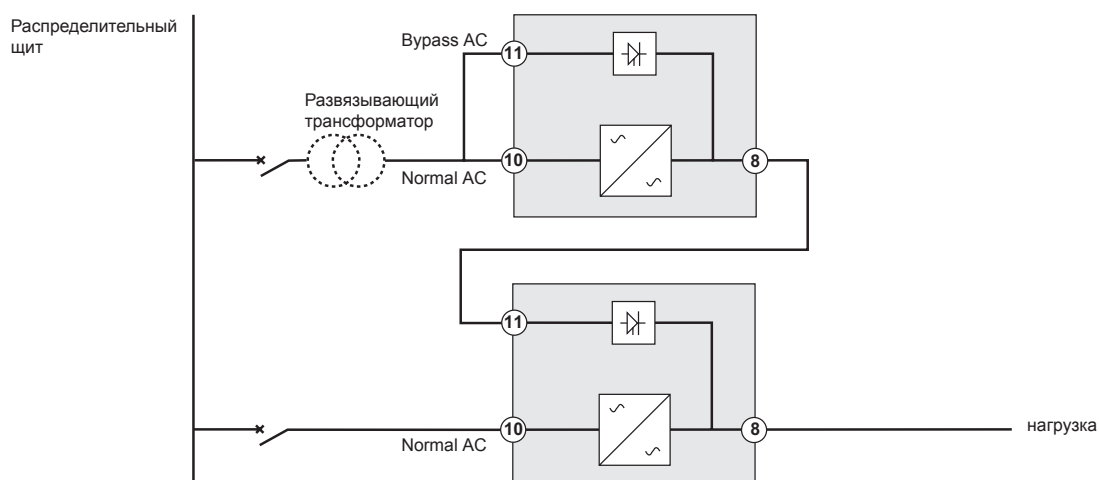 Распределительный
щит
Bypass AC
11
Развязывающий
трансформатор
10
8
Normal AC
11
10
8
нагрузка
Normal AC